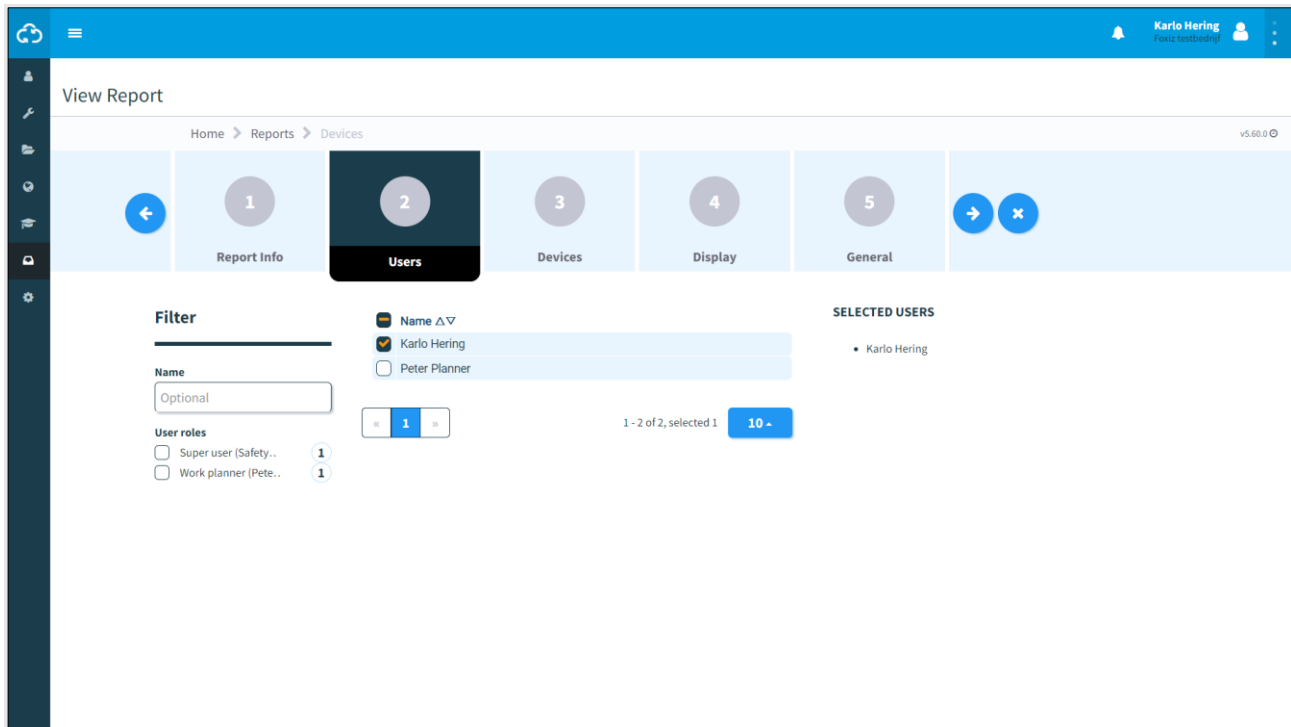 Karlo Hering
Foxiz testbedrijf
View Report
Home Reports Devices
v5.60.0
1
2
3
4
5
Report Info
Users
Devices
Display
General
Filter
Name
Optional
User roles
Super user (Safety..
1
Work planner (Pete..
1
Name
Karlo Hering
Peter Planner
« 1 »
1 - 2 of 2, selected 1
10
SELECTED USERS
• Karlo Hering